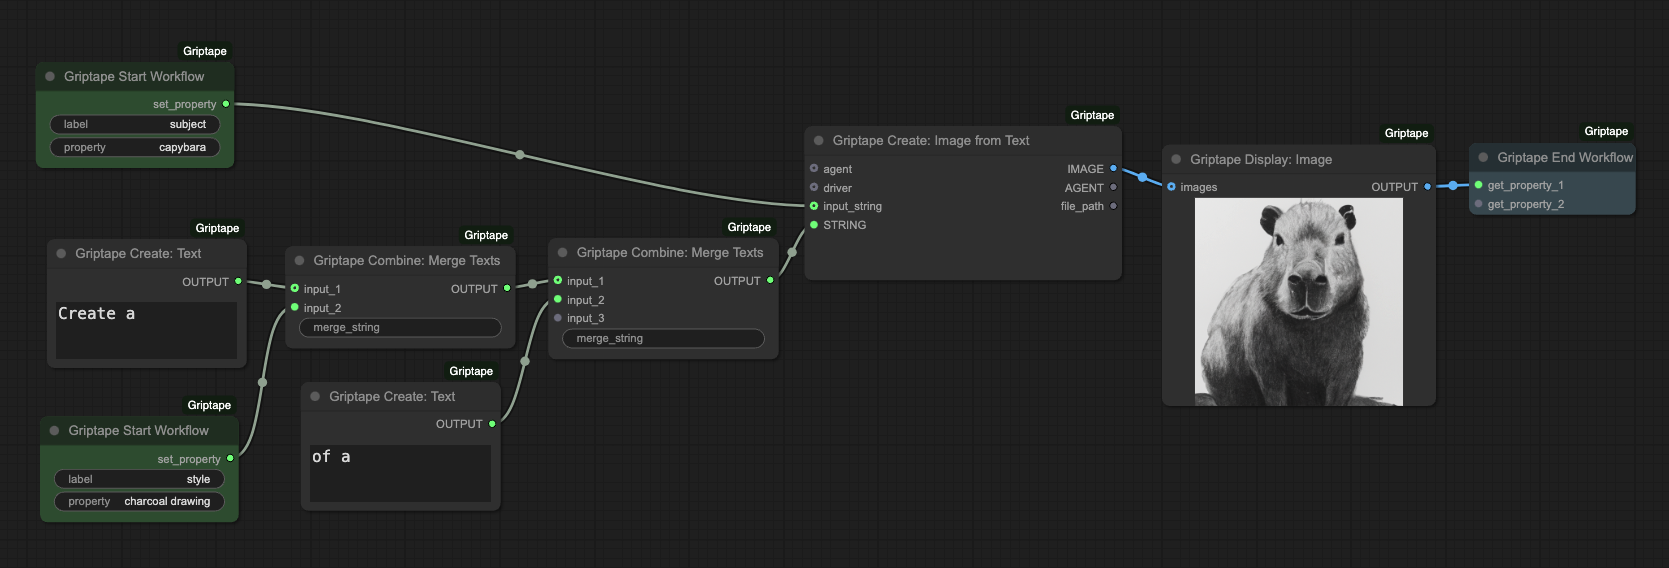 Griptape
Griptape Start Workflow
set_property
label subject
property capybara
Griptape
Griptape Create: Text
OUTPUT
Create a
Griptape
Griptape Start Workflow
set_property
label style
property charcoal drawing
Griptape
Griptape Combine: Merge Texts
input_1 OUTPUT
input_2
merge_string
Griptape
Griptape Create: Text
OUTPUT
of a
Griptape
Griptape Combine: Merge Texts
input_1 OUTPUT
input_2
input_3
merge_string
Griptape
Griptape Create: Image from Text
agent IMAGE
driver AGENT
input_string file_path
STRING
Griptape
Griptape Display: Image
images OUTPUT
Griptape
Griptape End Workflow
get_property_1
get_property_2